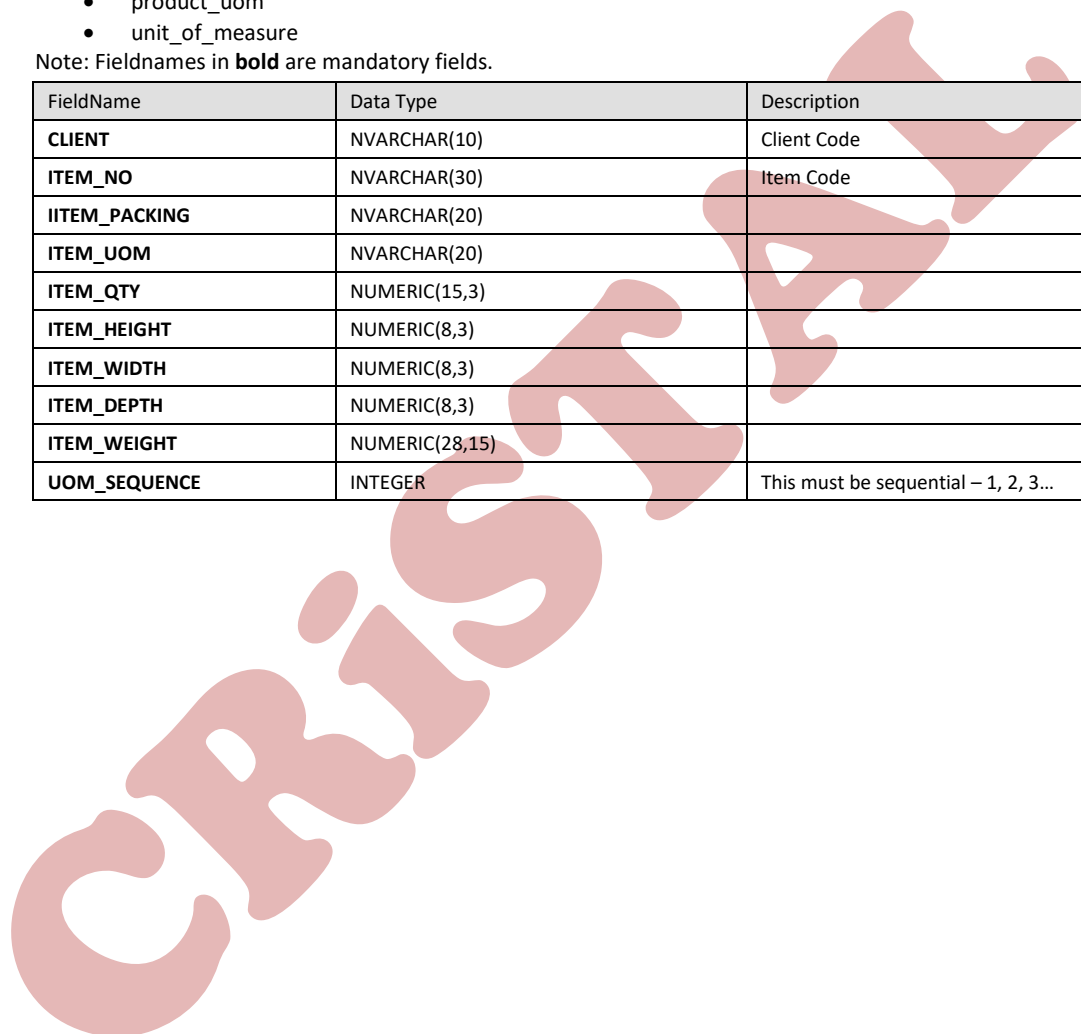 • product_uom
• unit_of_measure
Note: Fieldnames in bold are mandatory fields.
FieldName Data Type Description
CLIENT NVARCHAR(10) Client Code
ITEM_NO NVARCHAR(30) Item Code
IITEM_PACKING NVARCHAR(20)
ITEM_UOM NVARCHAR(20)
ITEM_QTY NUMERIC(15,3)
ITEM_HEIGHT NUMERIC(8,3)
ITEM_WIDTH NUMERIC(8,3)
ITEM_DEPTH NUMERIC(8,3)
ITEM_WEIGHT NUMERIC(28,15)
UOM_SEQUENCE INTEGER This must be sequential – 1, 2, 3…
CRiSTAL